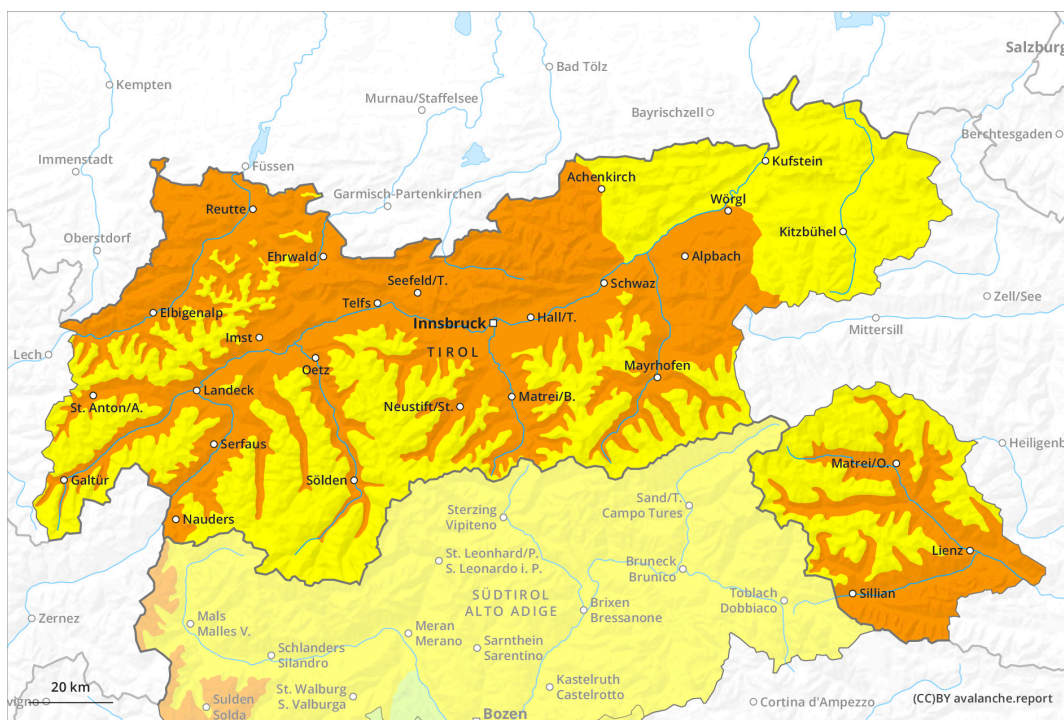 Salzburg
Bad Tölz
Kempten
Murnau/Staffelsee
Bayrischzell
Berchtesgaden
Immenstadt
Füssen
Kufstein
Achenkirch
Garmisch-Partenkirchen
Wörgl
Reutte
Oberstdorf
Kitzbühel
Ehrwald
Alpbach
Seefeld/T.
Schwaz
Zell/See
Telfs
Elbigenalp
Hall/T.
Innsbruck
Mittersill
Imst
Lech
TIROL
Oetz
Mayrhofen
Landeck
Matrei/B.
St. Anton/A.
Neustift/St.
Serfaus
Heiligenb
Matrei/O.
Galtür
Sölden
Sand/T.
Campo Tures
Sterzing
Vipiteno
Nauders
Lienz
St. Leonhard/P.
S. Leonardo i. P.
Bruneck
Brunico
Sillian
SÜDTIROL
ALTO ADIGE
Toblach
Dobbiaco
Brixen
Bressanone
Zernez
Mals
Malles V.
Meran
Merano
Sarnthein
Sarentino
Schlanders
Silandro
Kastelruth
Castelrotto
20 km
St. Walburg
S. Valburga
vigno
Sulden
Solda
Cortina d'Ampezzo
(CC)BY avalanche.report
Bozen